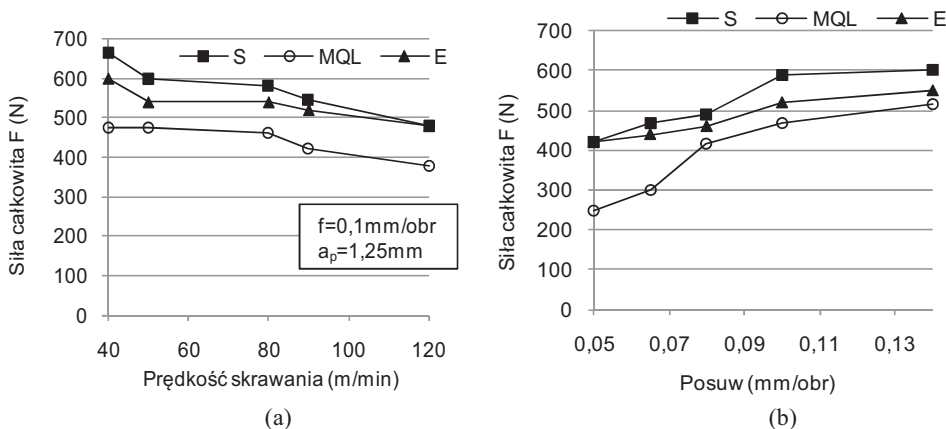 S MQL E
700
600
500
400
300
200
100
0
Siła całkowita F (N)
f=0,1mm/obr
ap=1,25mm
40 60 80 100 120
Prędkość skrawania (m/min)
(a)
S MQL E
700
600
500
400
300
200
100
0
Siła całkowita F (N)
0,05 0,07 0,09 0,11 0,13
Posuw (mm/obr)
(b)